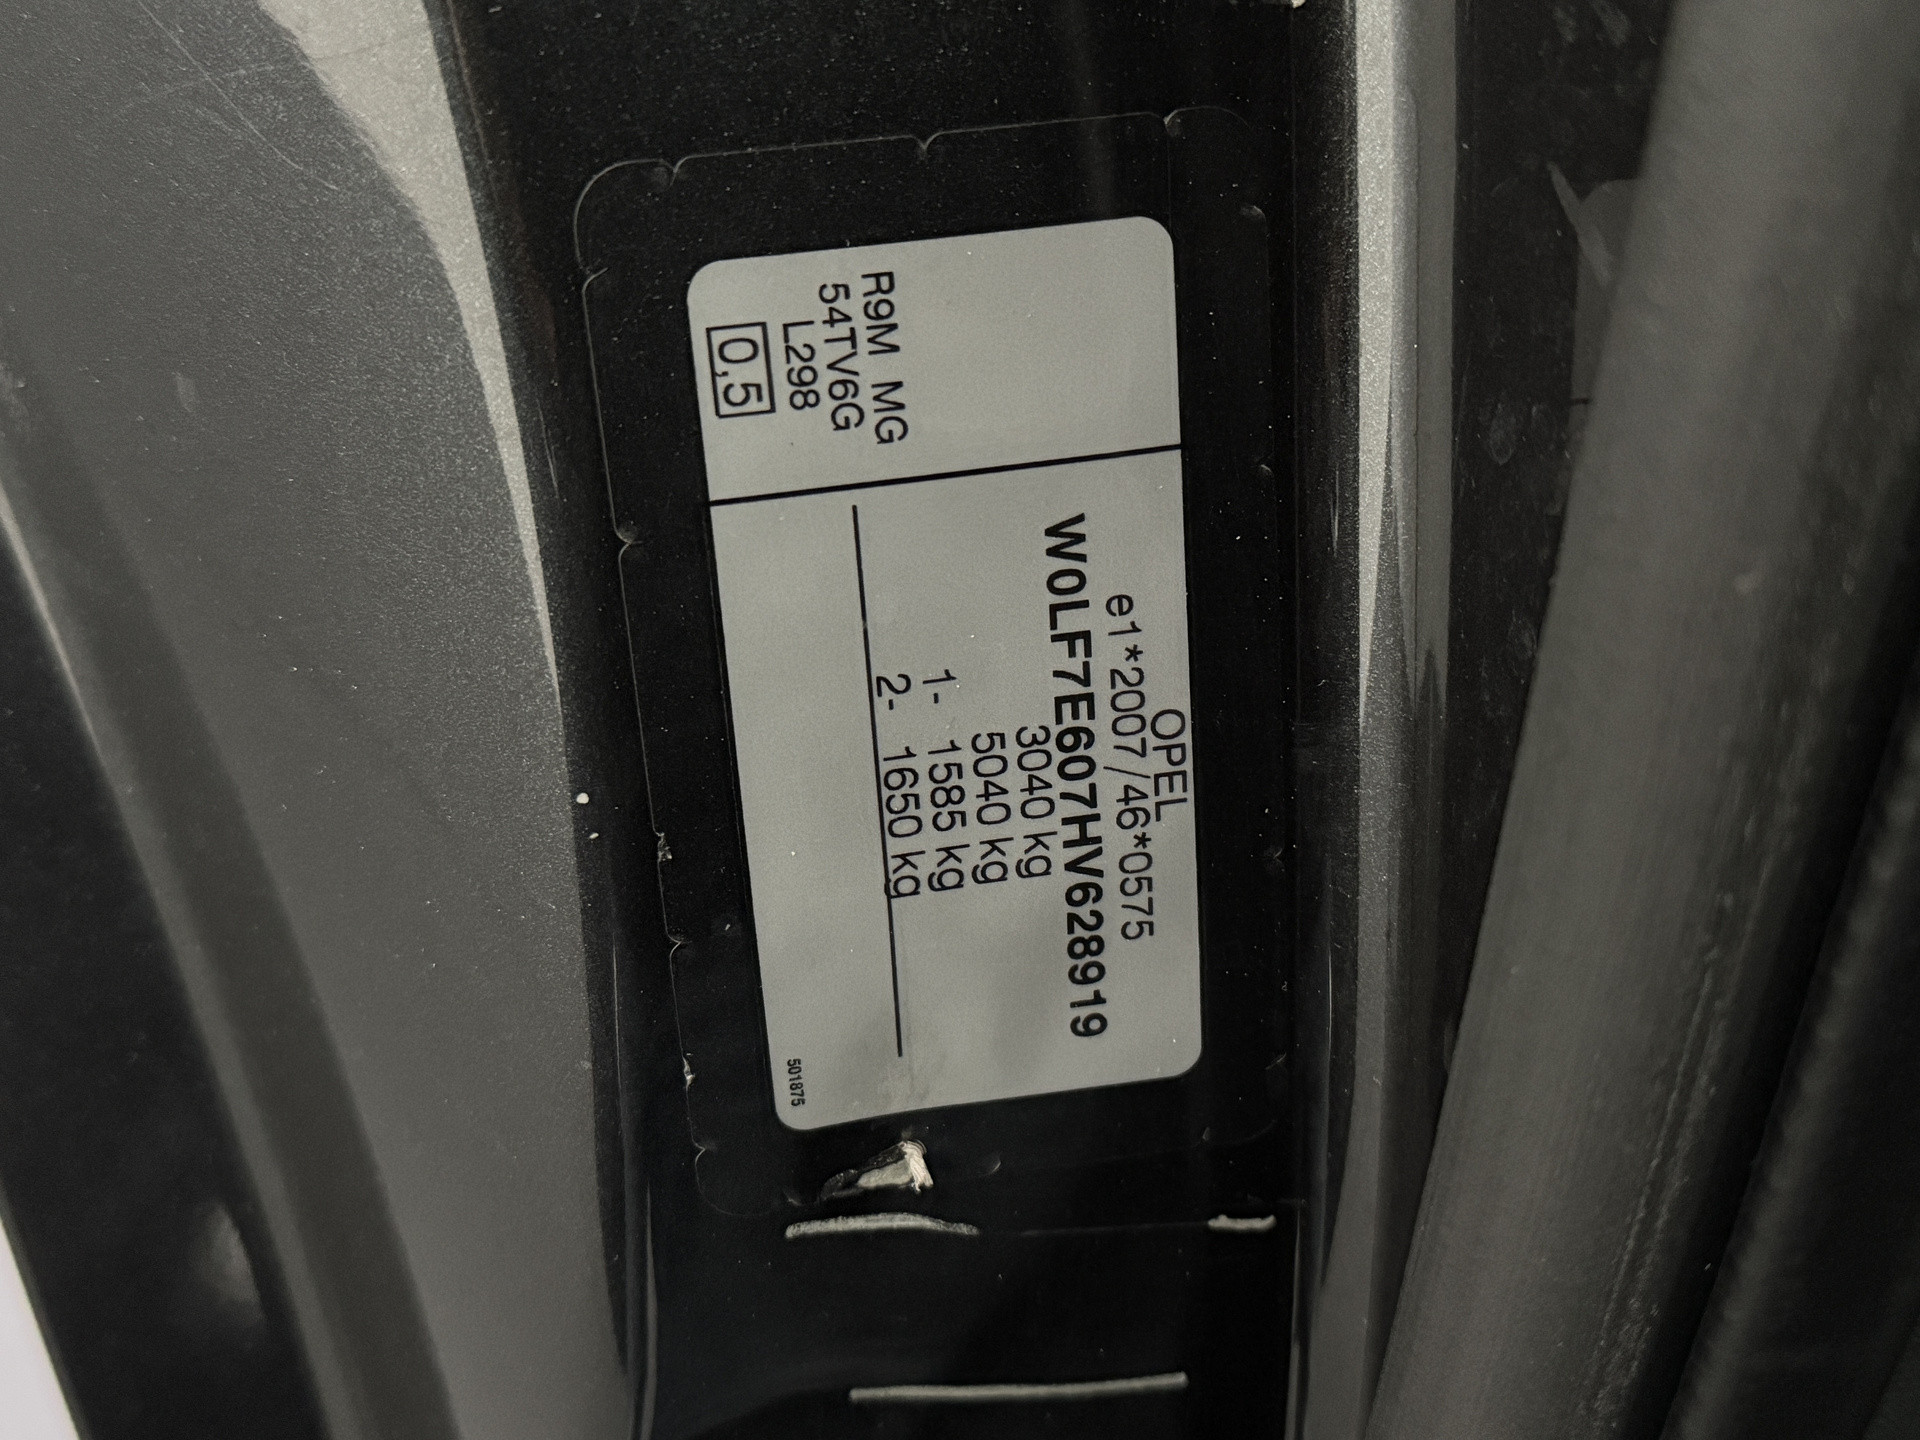 OPEL
e1*2007/46*0575
W0LF7E607HV628919
3040 kg
5040 kg
1- 1585 kg
2- 1650 kg
501875
R9M MG
54TV6G
L298
0,5